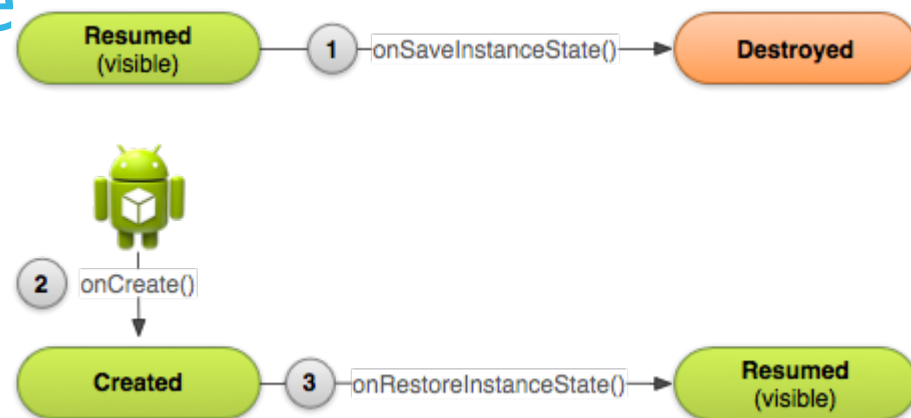 e
Resumed
(visible)
1
onSaveInstanceState()
Destroyed
2
onCreate()
Created
3
onRestoreInstanceState()
Resumed
(visible)